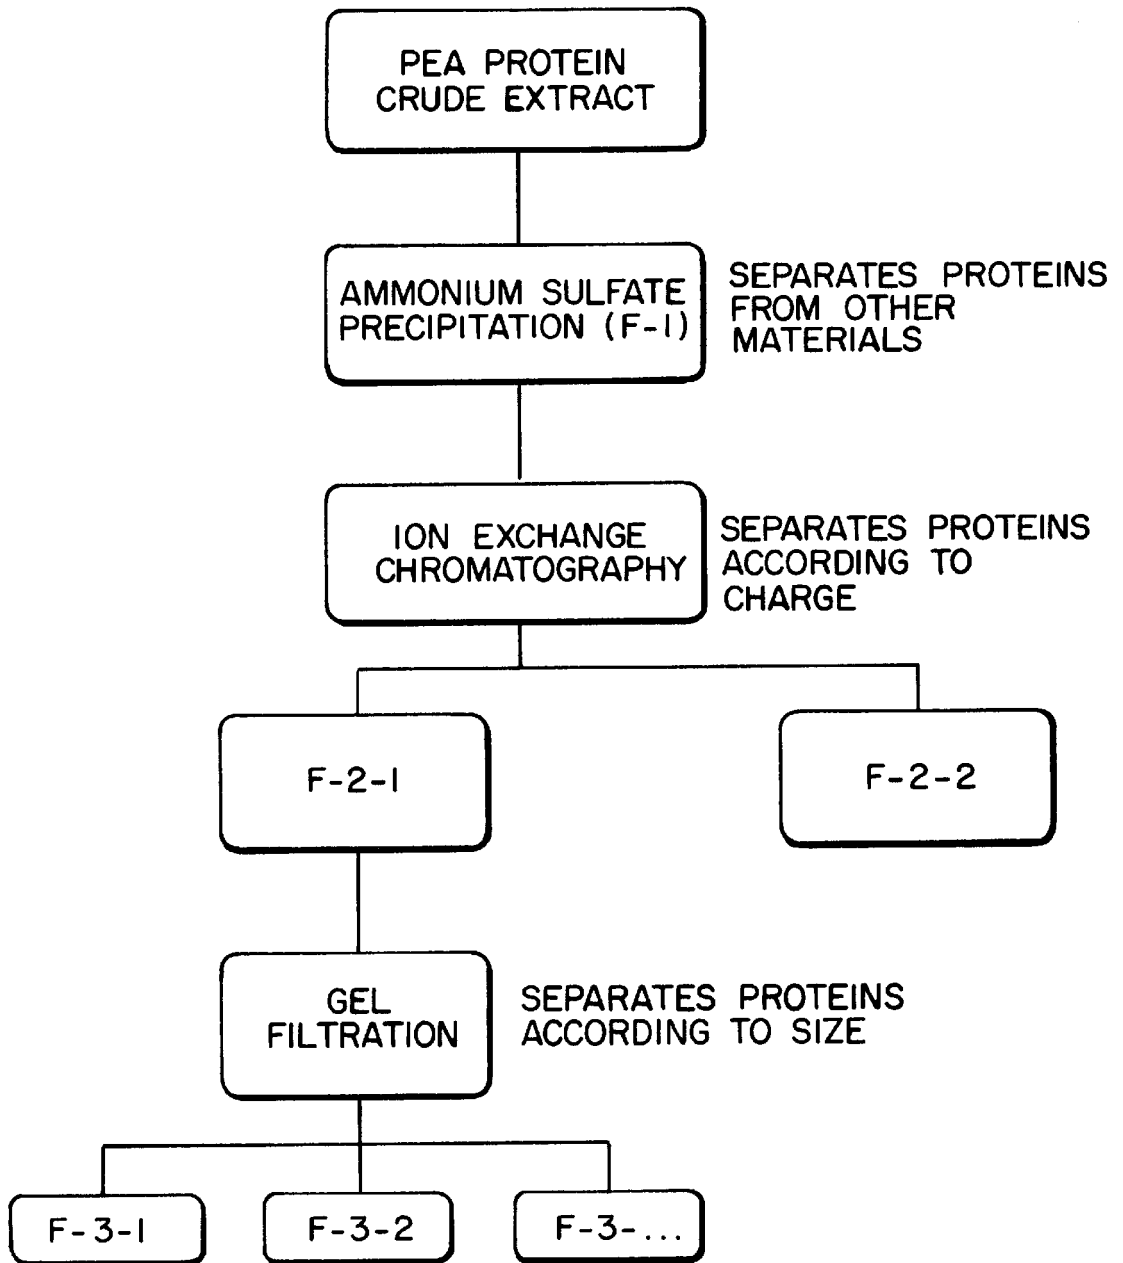 PEA PROTEIN
CRUDE EXTRACT
AMMONIUM SULFATE
PRECIPITATION (F-1)
SEPARATES PROTEINS
FROM OTHER
MATERIALS
ION EXCHANGE
CHROMATOGRAPHY
SEPARATES PROTEINS
ACCORDING TO
CHARGE
F-2-1
F-2-2
GEL
FILTRATION
SEPARATES PROTEINS
ACCORDING TO SIZE
F-3-1
F-3-2
F-3-...